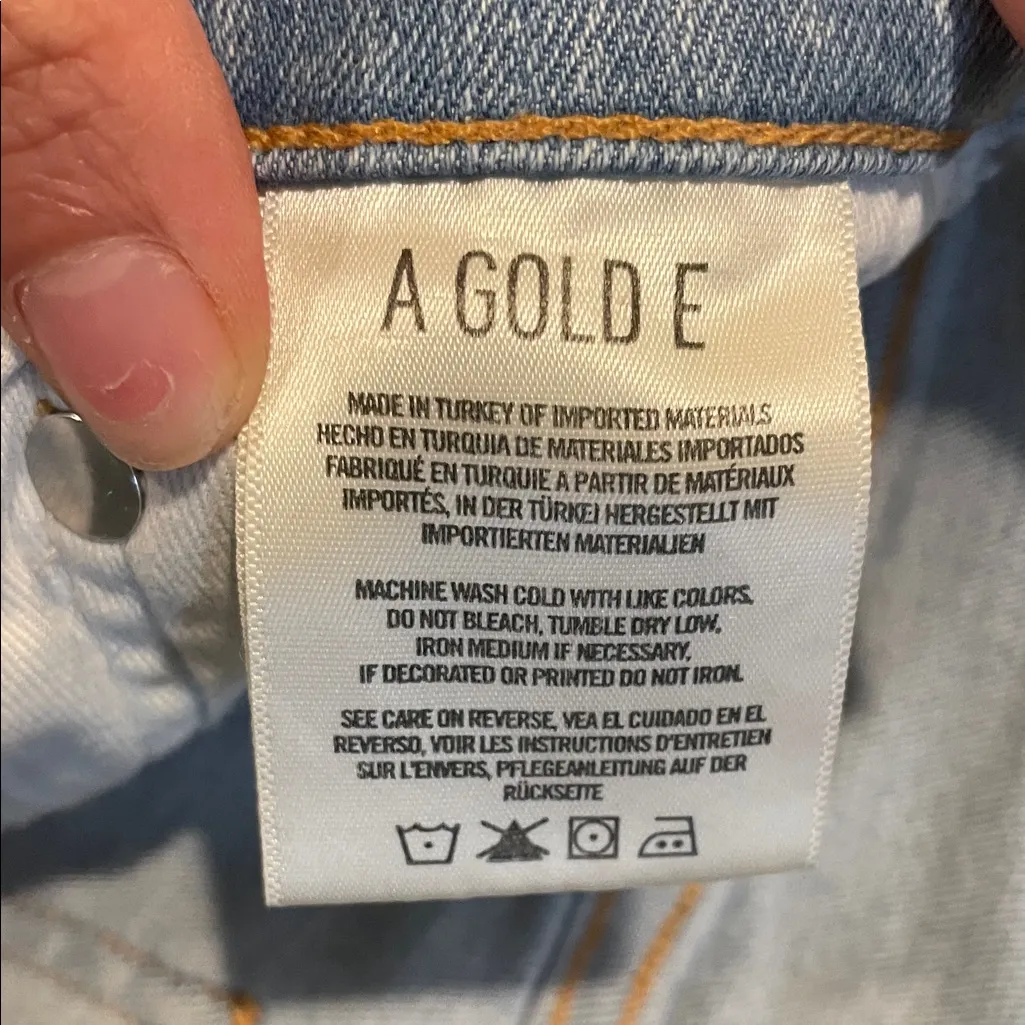 A GOLD E
MADE IN TURKEY OF IMPORTED MATERIALS
HECHO EN TURQUIA DE MATERIALES IMPORTADOS
FABRIQUÉ EN TURQUIE A PARTIR DE MATÉRIAUX
IMPORTÉS, IN DER TÜRKEI HERGESTELLT MIT
IMPORTIERTEN MATERIALIEN
MACHINE WASH COLD WITH LIKE COLORS,
DO NOT BLEACH, TUMBLE DRY LOW,
IRON MEDIUM IF NECESSARY,
IF DECORATED OR PRINTED DO NOT IRON.
SEE CARE ON REVERSE, VEA EL CUIDADO EN EL
REVERSO, VOIR LES INSTRUCTIONS D'ENTRETIEN
SUR L'ENVERS, PFLEGEANLEITUNG AUF DER
RÜCKSEITE